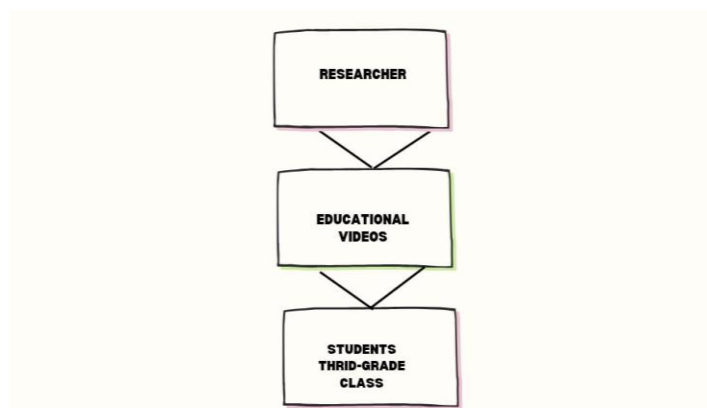 RESEARCHER
EDUCATIONAL
VIDEOS
STUDENTS
THRID-GRADE
CLASS